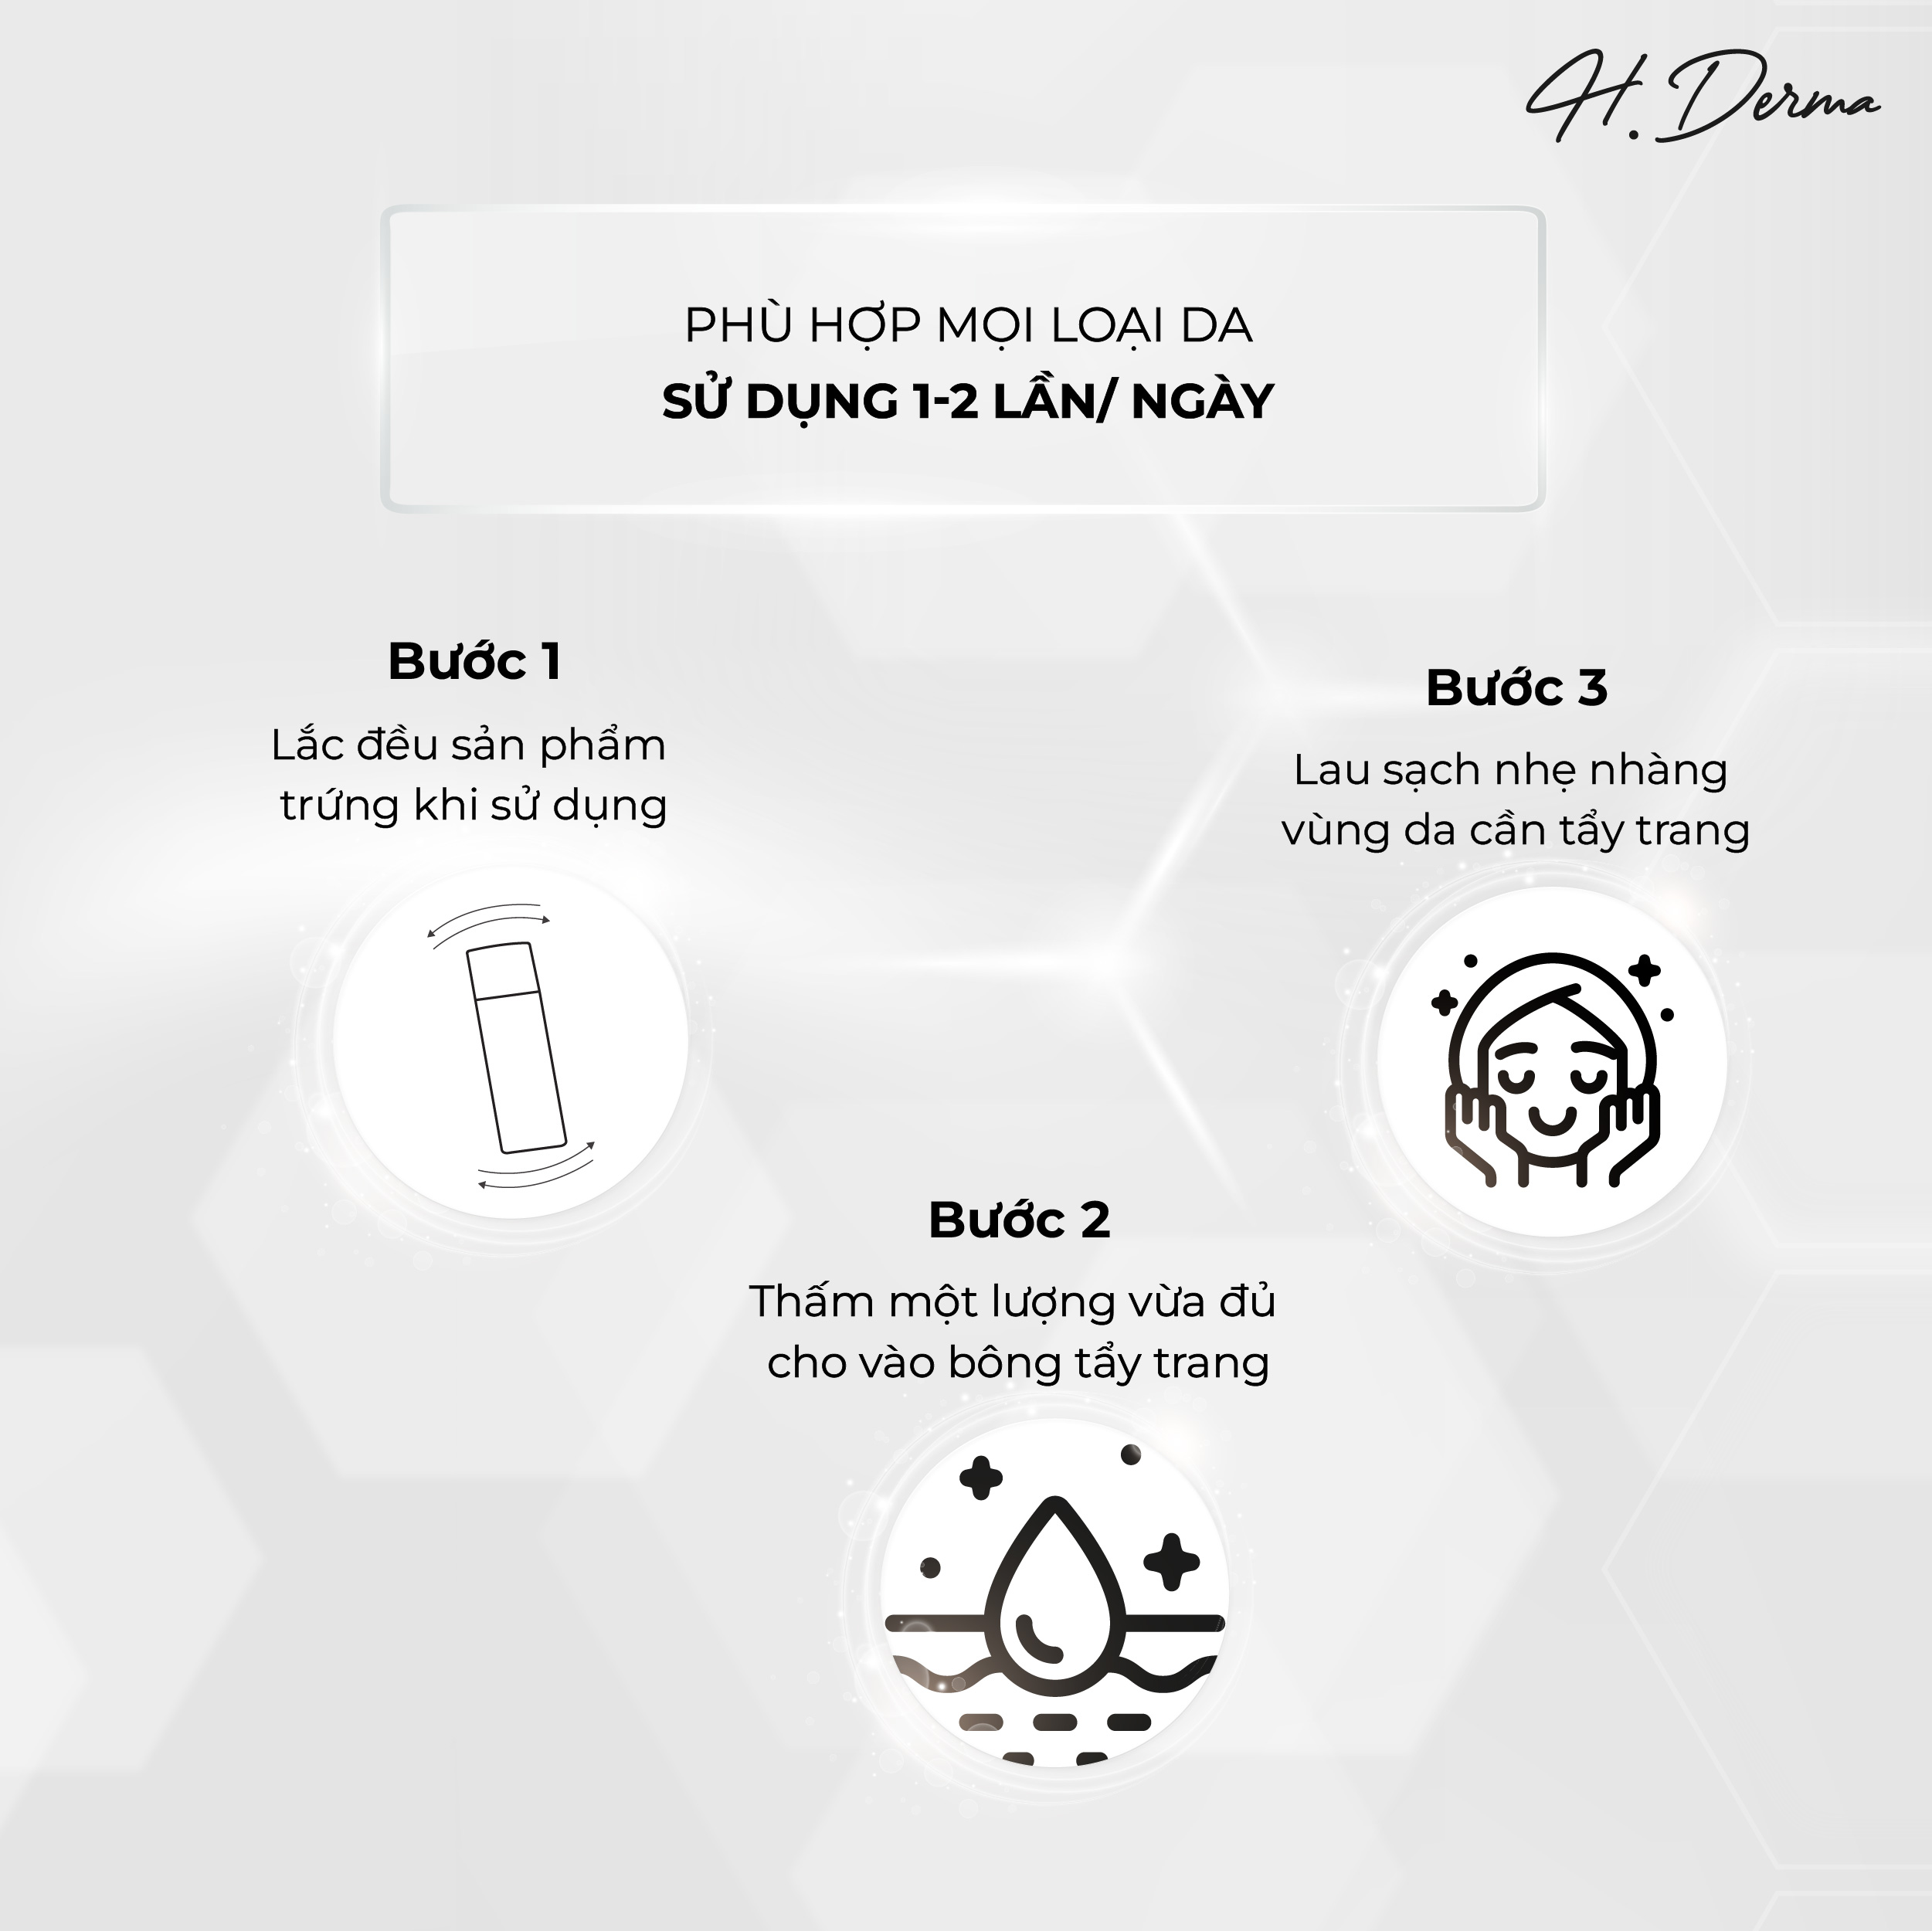 H. Derma
PHÙ HỢP MỌI LOẠI DA
SỬ DỤNG 1-2 LẦN/ NGÀY
Bước 1
Lắc đều sản phẩm
trứng khi sử dụng
Bước 2
Thấm một lượng vừa đủ
cho vào bông tẩy trang
Bước 3
Lau sạch nhẹ nhàng
vùng da cần tẩy trang